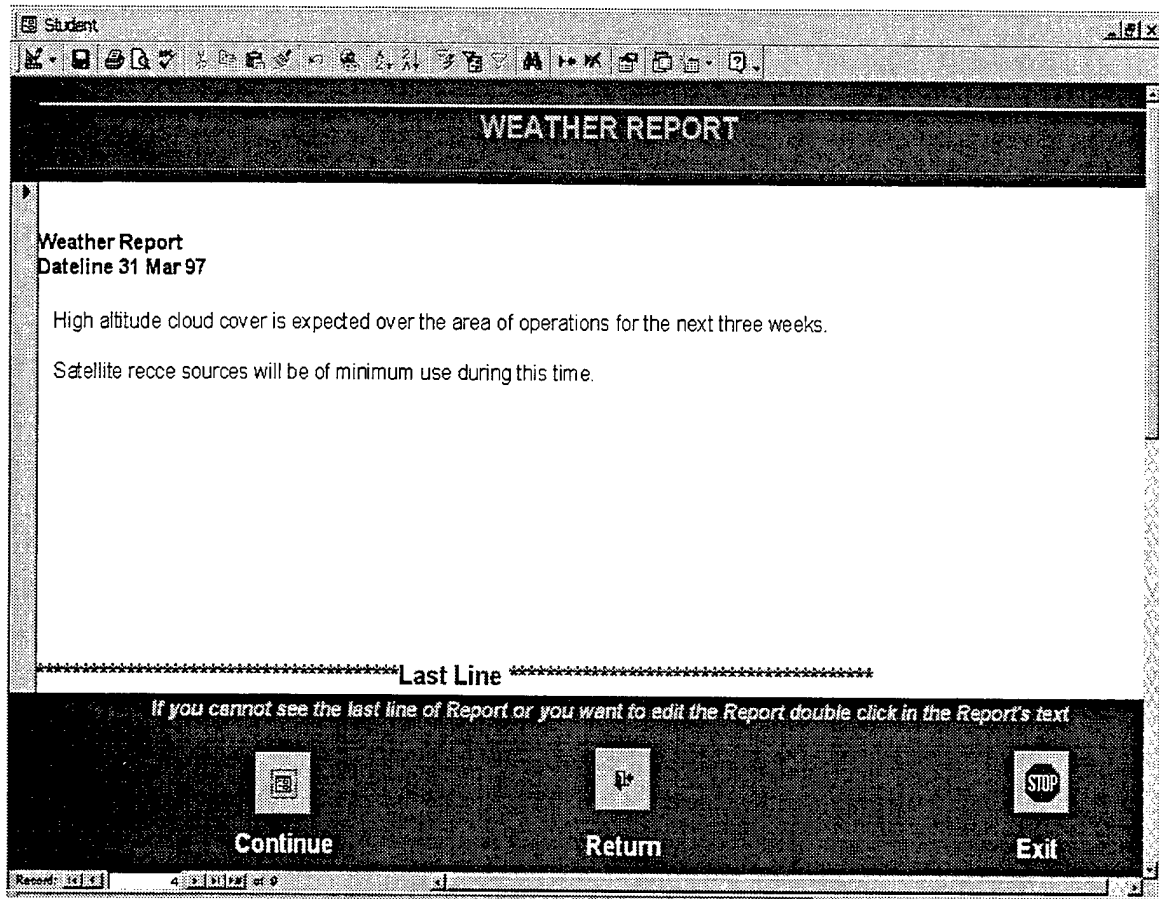 Student
WEATHER REPORT
Weather Report
Dateline 31 Mar 97
High altitude cloud cover is expected over the area of operations for the next three weeks.
Satellite recce sources will be of minimum use during this time.
****************************************Last Line ****************************************
If you cannot see the last line of Report or you want to edit the Report double click in the Report's text
STOP
Continue Return Exit
Record: 4 of 9